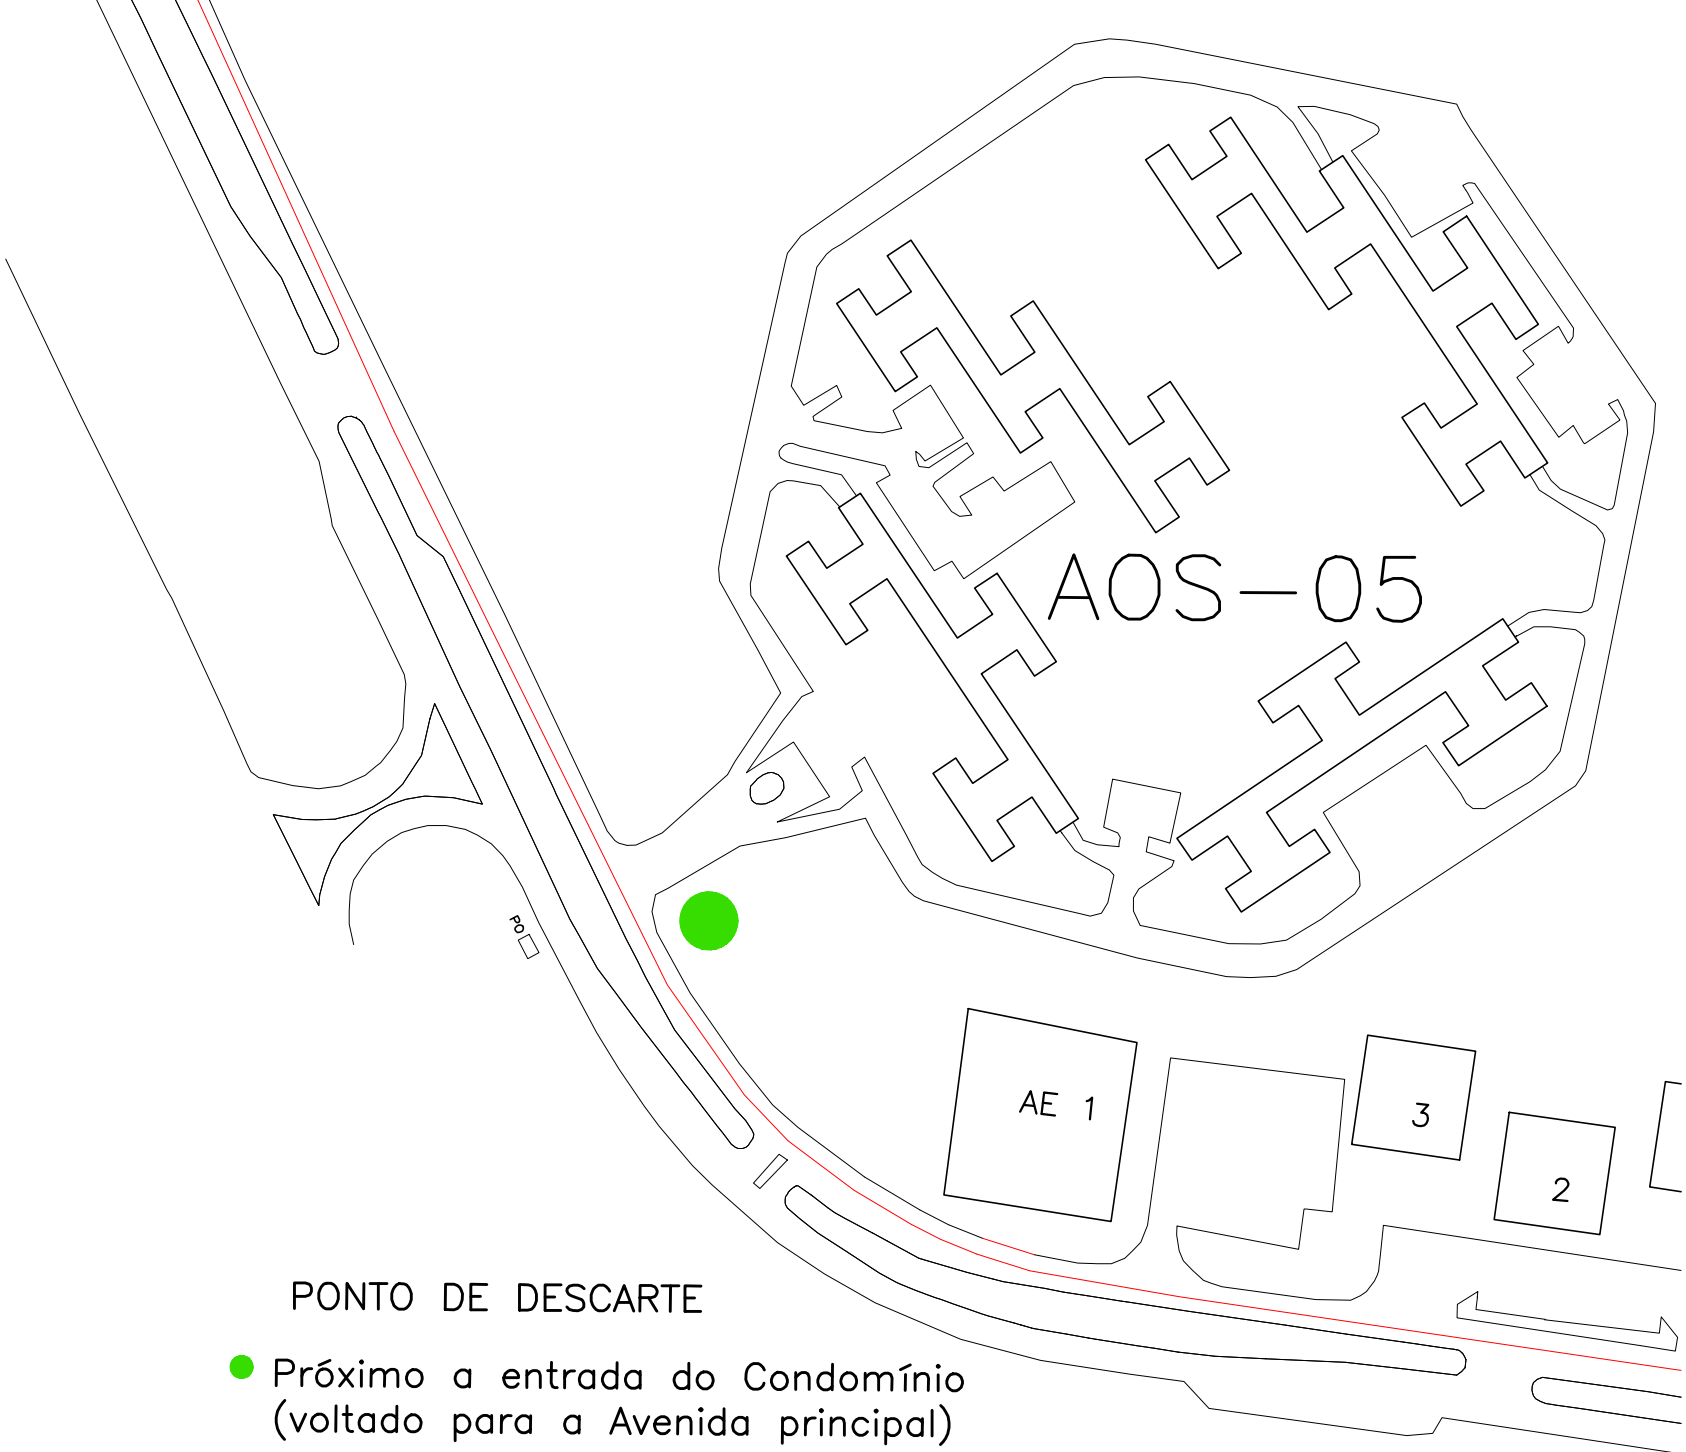 AOS-05
PO
AE 1
3
2
PONTO DE DESCARTE
Próximo a entrada do Condomínio
(voltado para a Avenida principal)